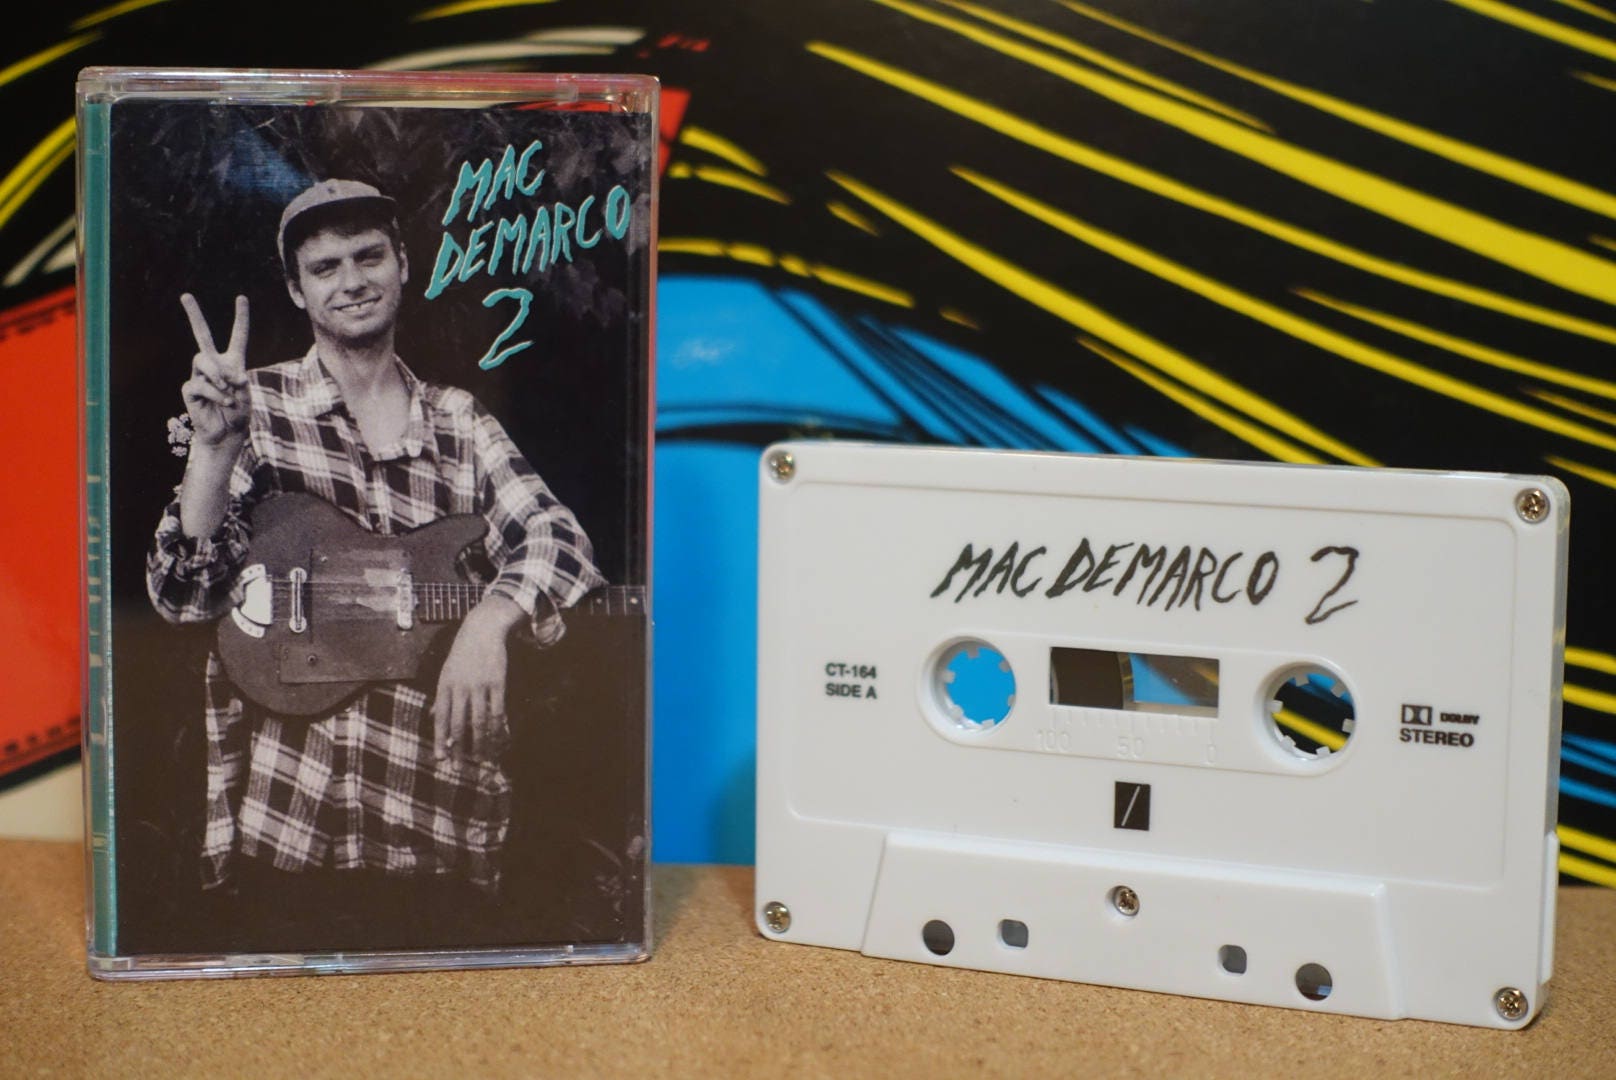 MAC
DEMARCO
2
MAC DEMARCO 2
CT-164
SIDE A
100 50 0
DOLBY
STEREO